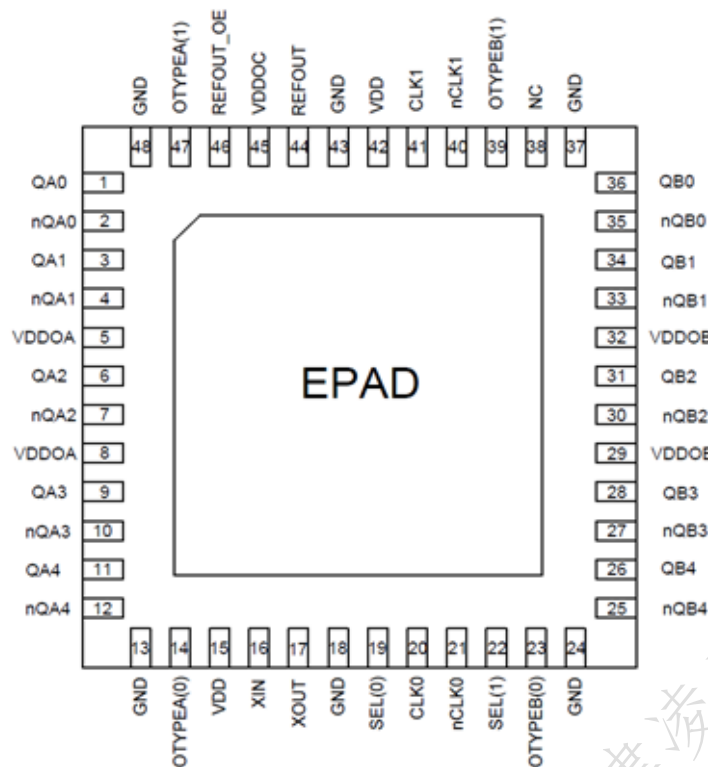 GND OTYPEA(1) REFOUT_OE VDDOC REFOUT GND VDD CLK1 nCLK1 OTYPEB(1) NC GND
48 47 46 45 44 43 42 41 40 39 38 37
QA0 1 36 QB0
nQA0 2 35 nQB0
QA1 3 34 QB1
nQA1 4 33 nQB1
VDDOA 5 32 VDDOB
QA2 6 31 QB2
EPAD
nQA2 7 30 nQB2
VDDOA 8 29 VDDOB
QA3 9 28 QB3
nQA3 10 27 nQB3
QA4 11 26 QB4
nQA4 12 25 nQB4
13 14 15 16 17 18 19 20 21 22 23 24
GND OTYPEA(0) VDD XIN XOUT GND SEL(0) CLK0 nCLK0 SEL(1) OTYPEB(0) GND